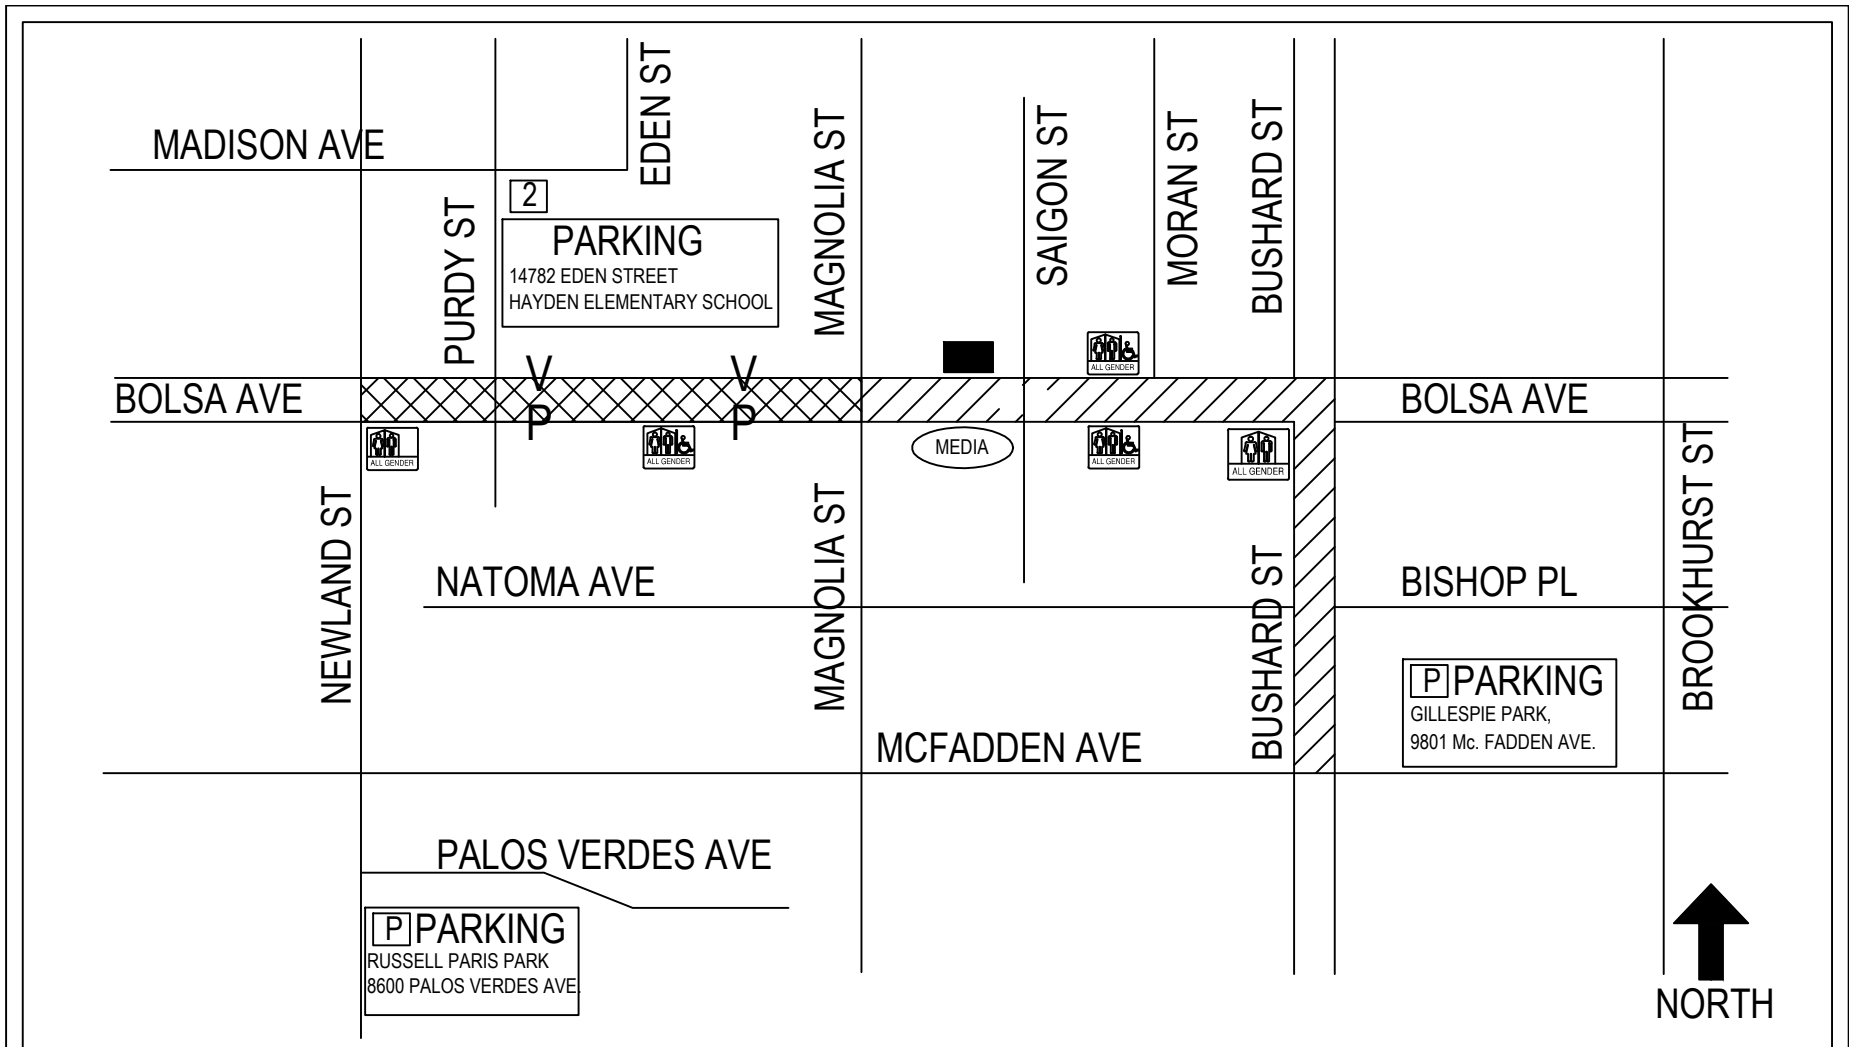 EDEN ST
MADISON AVE
MAGNOLIA ST
SAIGON ST
MORAN ST
BUSHARD ST
2
PURDY ST
PARKING
14782 EDEN STREET
HAYDEN ELEMENTARY SCHOOL
ALL GENDER
V
P
V
P
BOLSA AVE
BOLSA AVE
ALL GENDER
ALL GENDER
MEDIA
ALL GENDER
ALL GENDER
NEWLAND ST
MAGNOLIA ST
BUSHARD ST
BROOKHURST ST
NATOMA AVE
BISHOP PL
P PARKING
GILLESPIE PARK,
9801 Mc. FADDEN AVE.
MCFADDEN AVE
PALOS VERDES AVE
P PARKING
RUSSELL PARIS PARK
8600 PALOS VERDES AVE.
NORTH